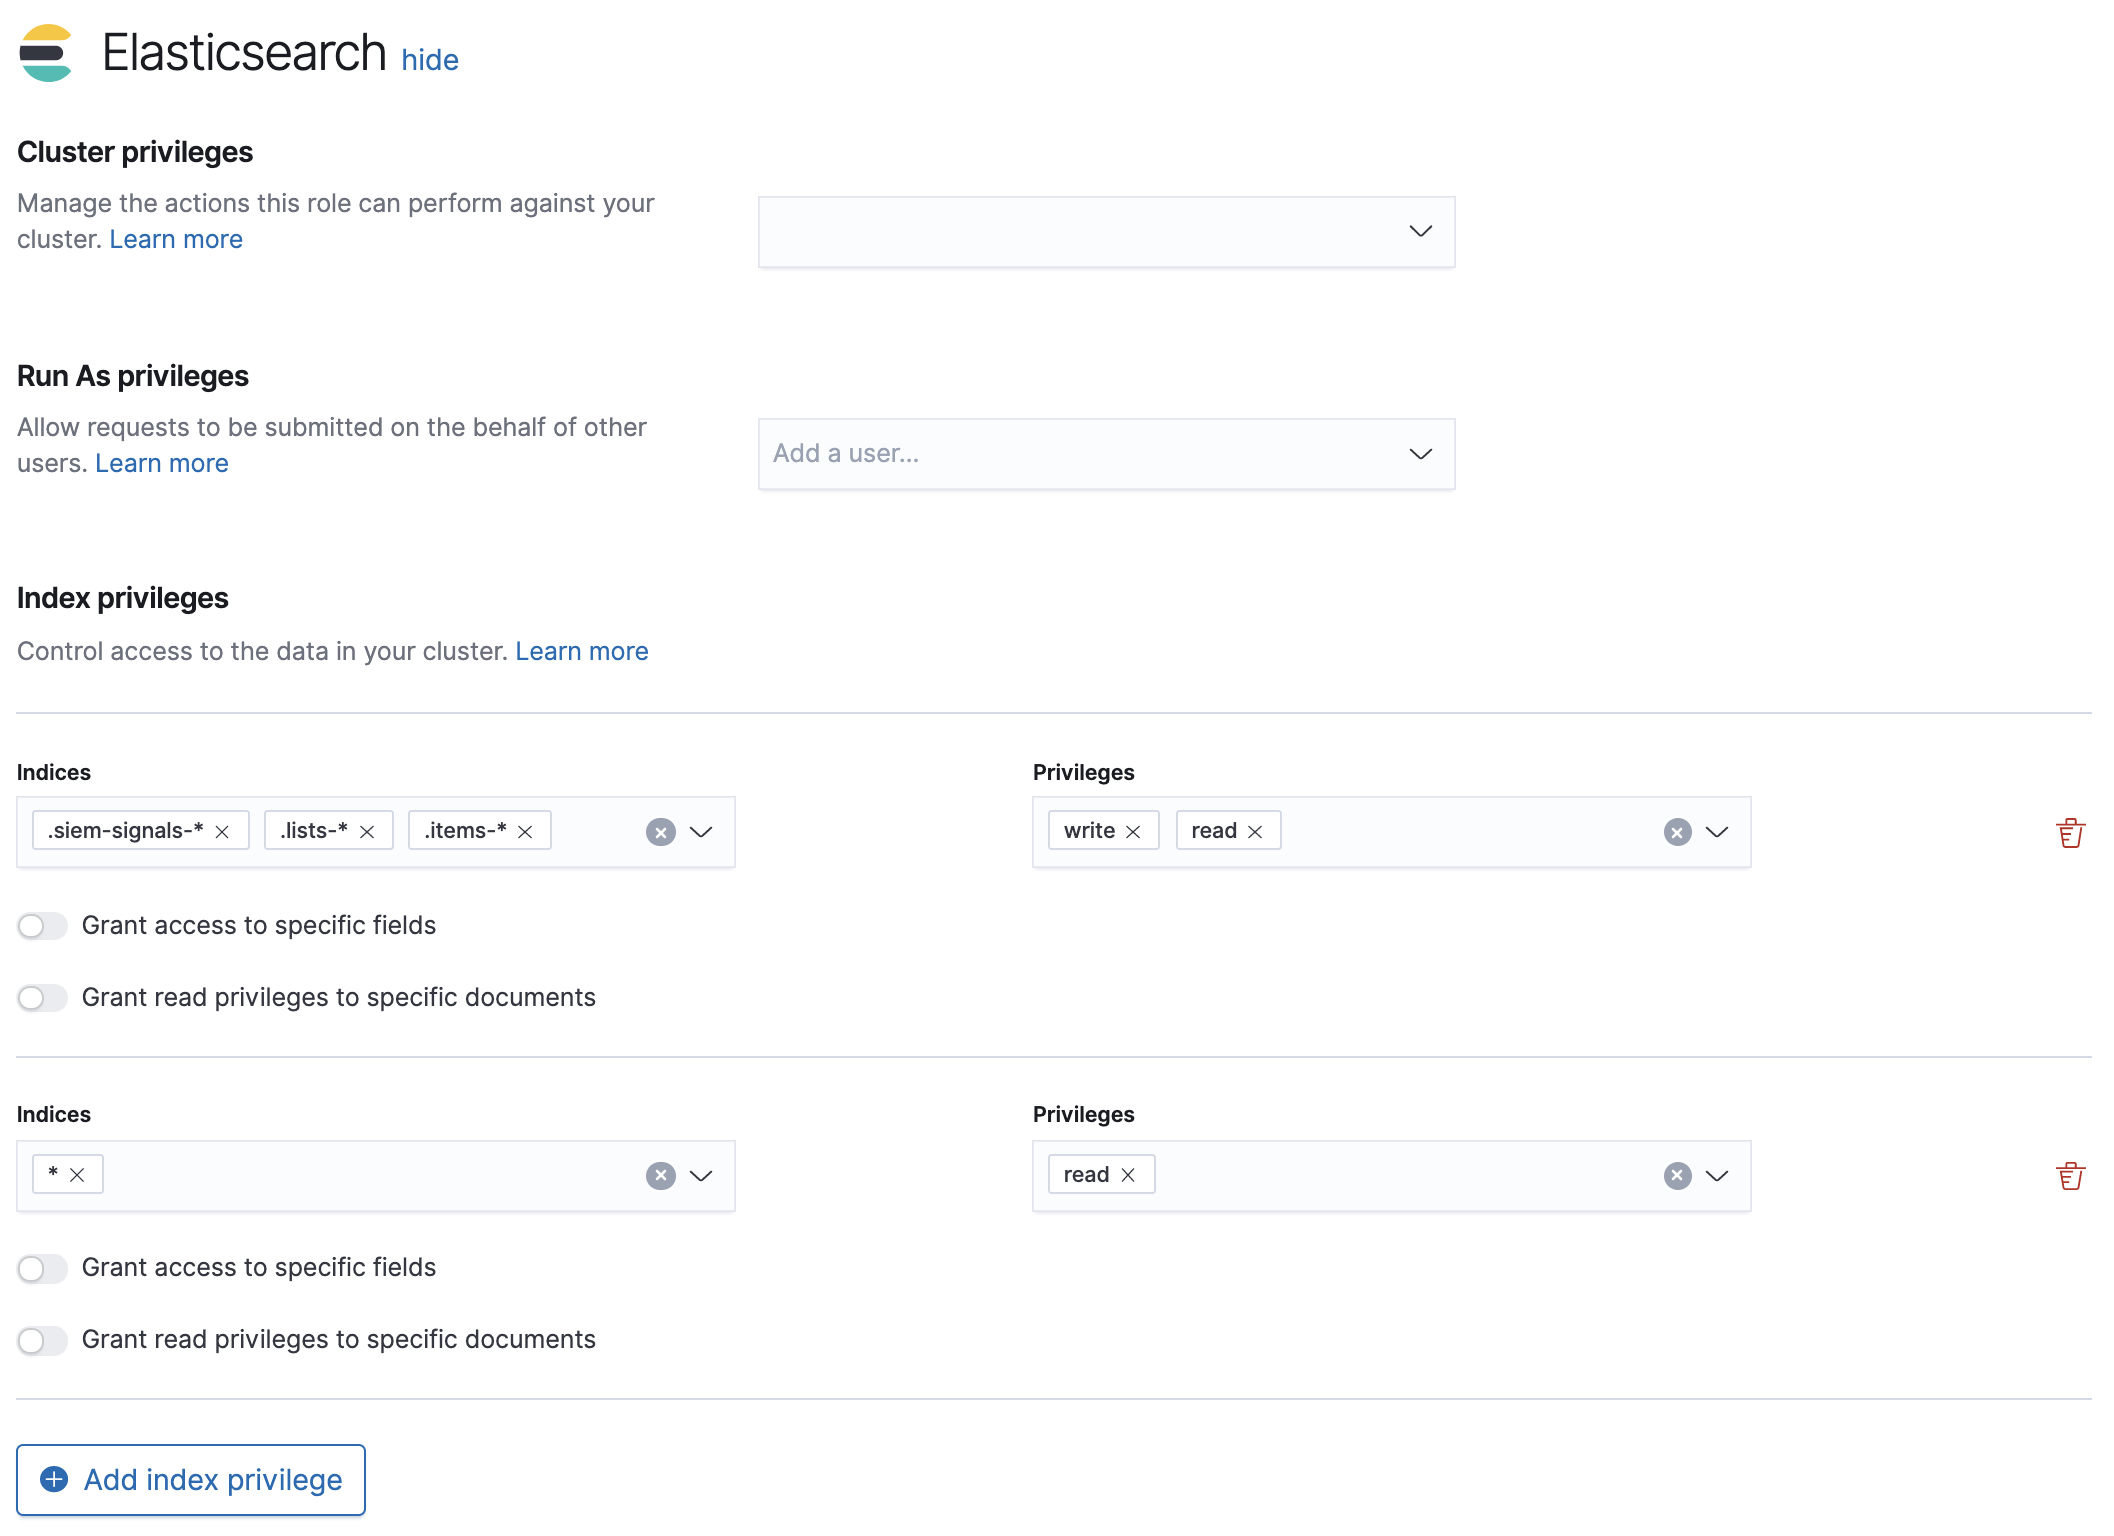 Elasticsearch hide
Cluster privileges
Manage the actions this role can perform against your
cluster. Learn more
Run As privileges
Allow requests to be submitted on the behalf of other
users. Learn more
Add a user...
Index privileges
Control access to the data in your cluster. Learn more
Indices
Privileges
.siem-signals-* .lists-* .items-*
write read
Grant access to specific fields
Grant read privileges to specific documents
Indices
Privileges
*
read
Grant access to specific fields
Grant read privileges to specific documents
Add index privilege